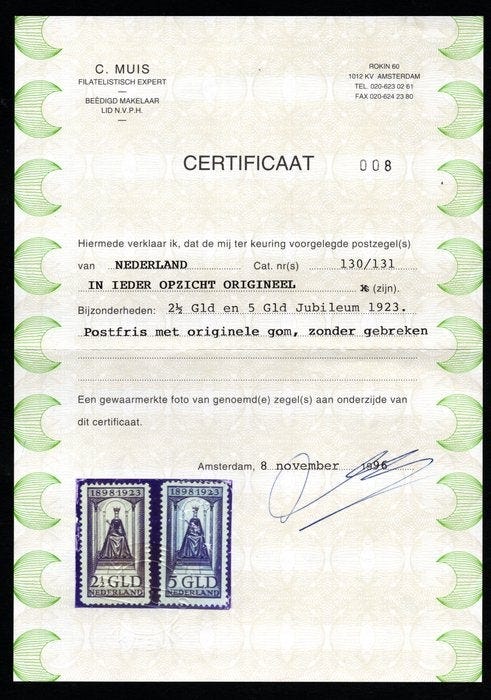 C. MUIS
FILATELISTISCH EXPERT
BEËDIGD MAKELAAR
LID N.V.P.H.
ROKIN 60
1012 KV AMSTERDAM
TEL. 020-623 02 61
FAX 020-624 23 80
CERTIFICAAT 008
Hiermede verklaar ik, dat de mij ter keuring voorgelegde postzegel(s)
van NEDERLAND Cat. nr(s) 130/131
IN IEDER OPZICHT ORIGINEEL (zijn).
Bijzonderheden: 2½ Gld en 5 Gld Jubileum 1923.
Postfris met originele gom, zonder gebreken
Een gewaarmerkte foto van genoemd(e) zegel(s) aan onderzijde van
dit certificaat.
Amsterdam, 8 november 1996
1898 1923 1898 1923
2½ GLD 5 GLD
NEDERLAND NEDERLAND